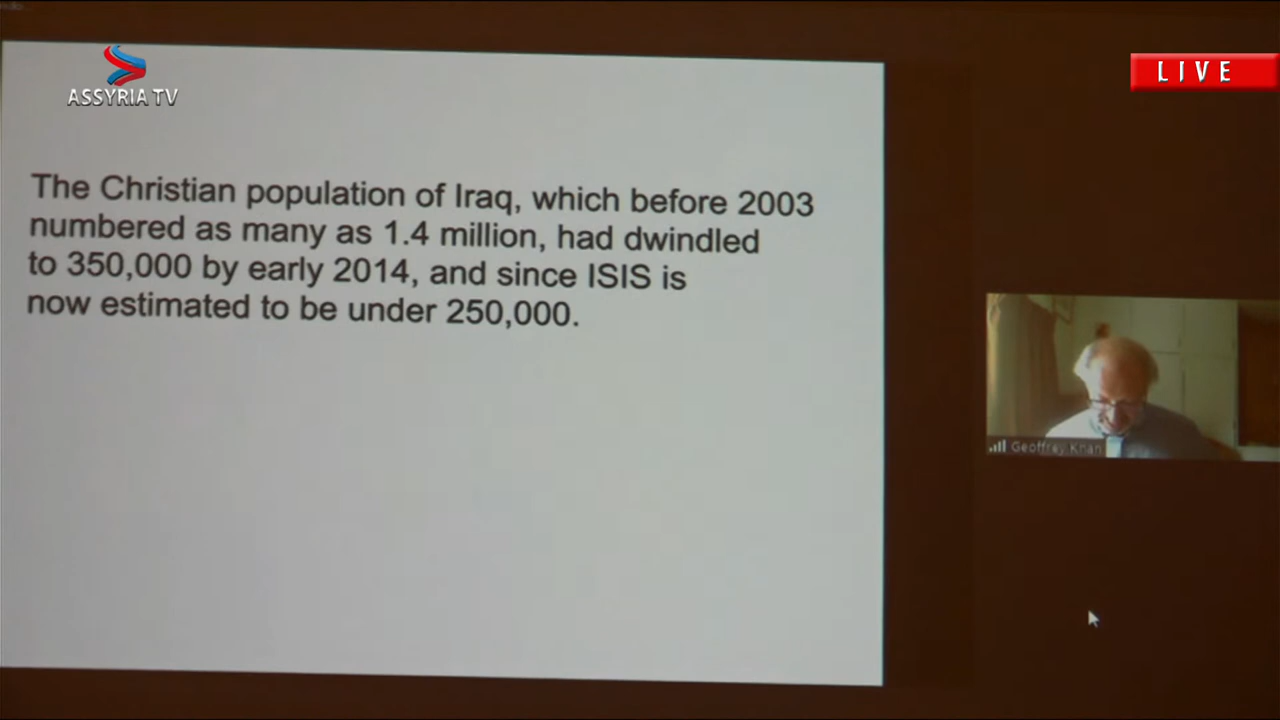 ASSYRIA TV
LIVE
The Christian population of Iraq, which before 2003
numbered as many as 1.4 million, had dwindled
to 350,000 by early 2014, and since ISIS is
now estimated to be under 250,000.
Geoffrey Khan